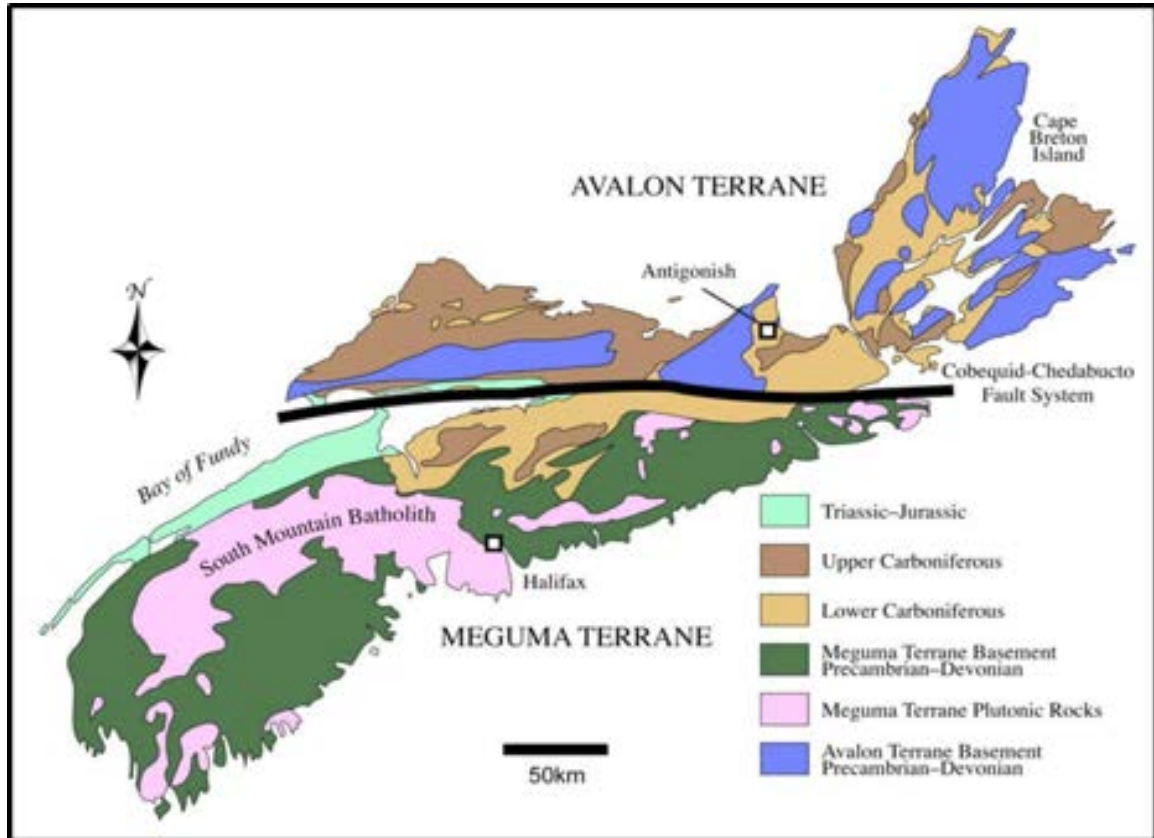 Cape
Breton
Island
AVALON TERRANE
Antigonish
N
Cobequid-Chedabucto
Fault System
Bay of Fundy
South Mountain Batholith
Halifax
MEGUMA TERRANE
50km
Triassic–Jurassic
Upper Carboniferous
Lower Carboniferous
Meguma Terrane Basement
Precambrian–Devonian
Meguma Terrane Plutonic Rocks
Avalon Terrane Basement
Precambrian–Devonian